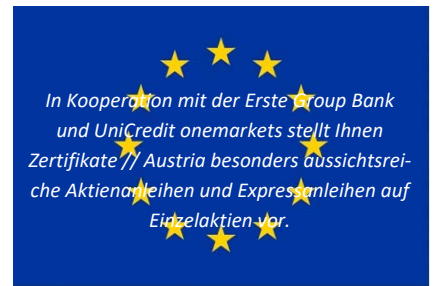 In Kooperation mit der Erste Group Bank
und UniCredit onemarkets stellt Ihnen
Zertifikate // Austria besonders aussichtsrei-
che Aktienanleihen und Expressanleihen auf
Einzelaktien vor.